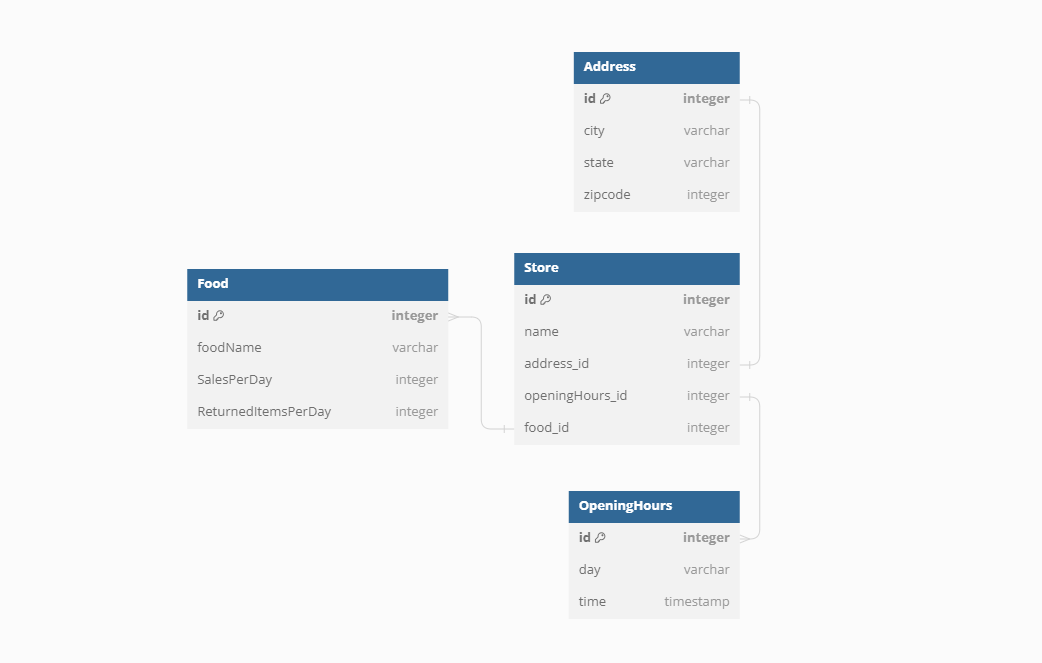 Address
id integer
city varchar
state varchar
zipcode integer
Food
id integer
foodName varchar
SalesPerDay integer
ReturnedItemsPerDay integer
Store
id integer
name varchar
address_id integer
openingHours_id integer
food_id integer
OpeningHours
id integer
day varchar
time timestamp